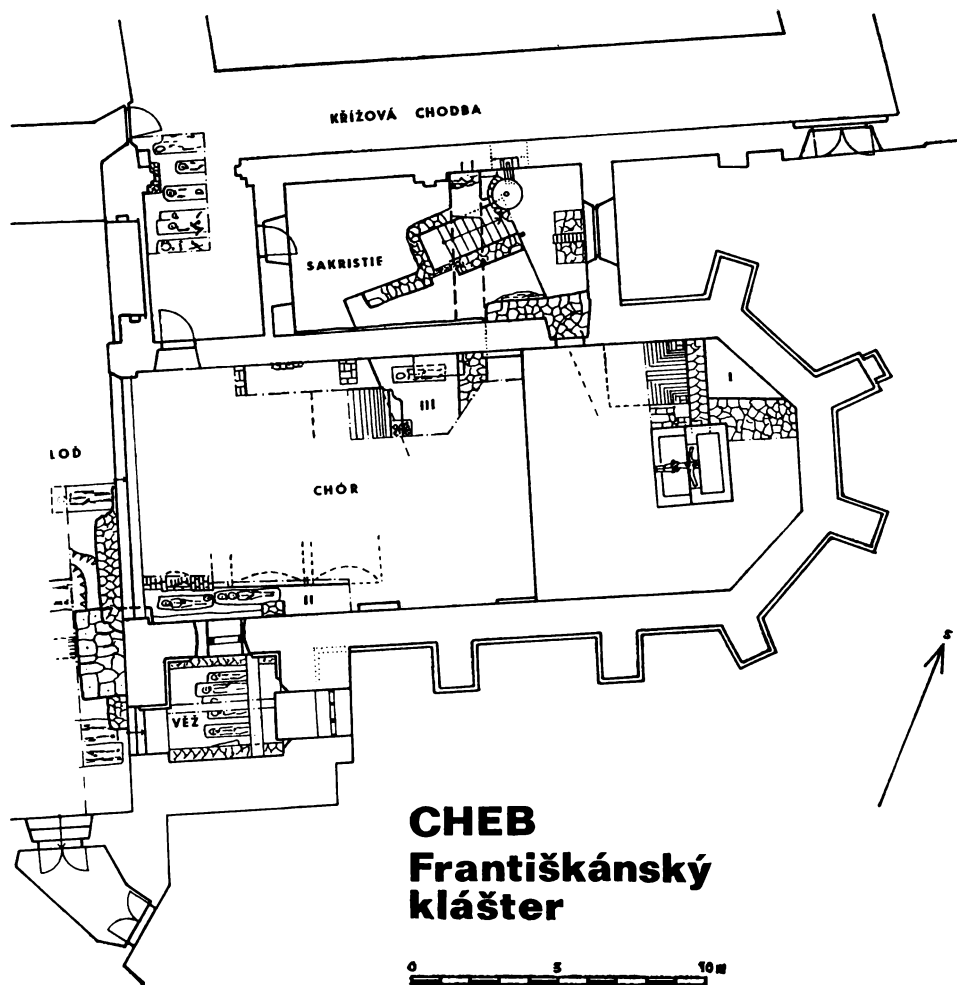 KŘÍŽOVÁ CHODBA
SAKRISTIE
I
III
LOĎ
CHÓR
II
S
VĚŽ
CHEB
Františkánský
klášter
0 5 10 m